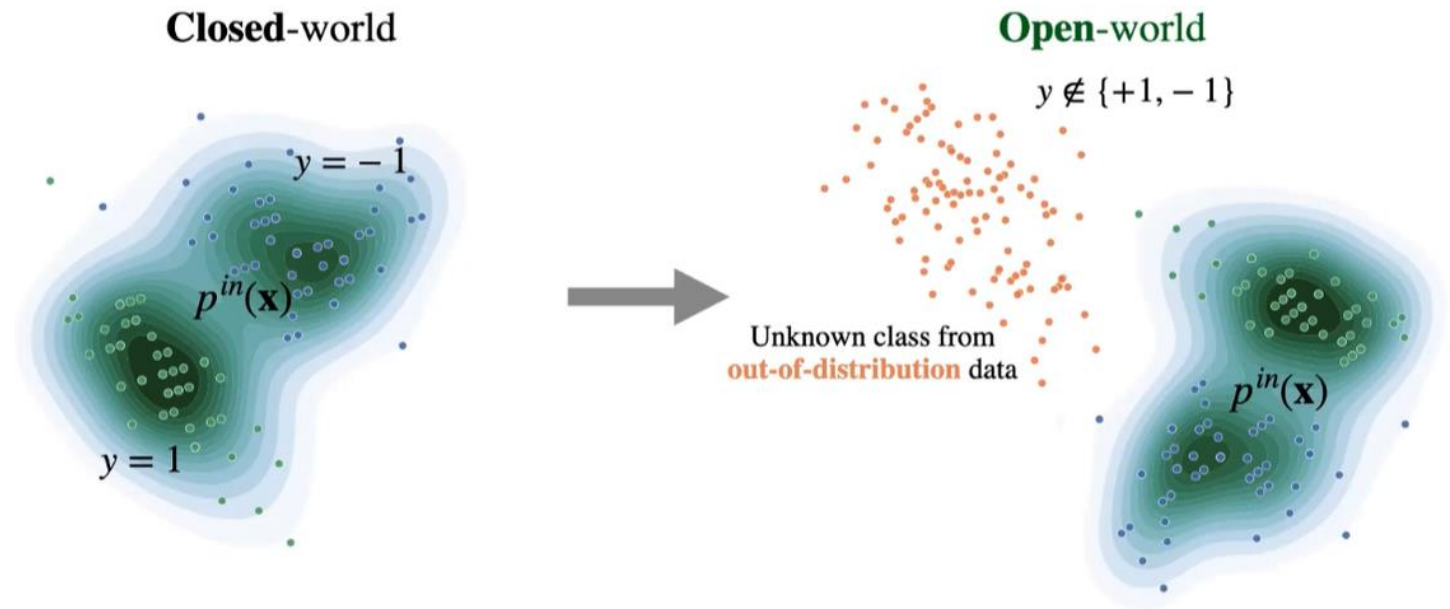 Closed-world
Open-world
y ∉ {+1, − 1}
y = − 1
p^{in}(x)
y = 1
Unknown class from
out-of-distribution data
p^{in}(x)